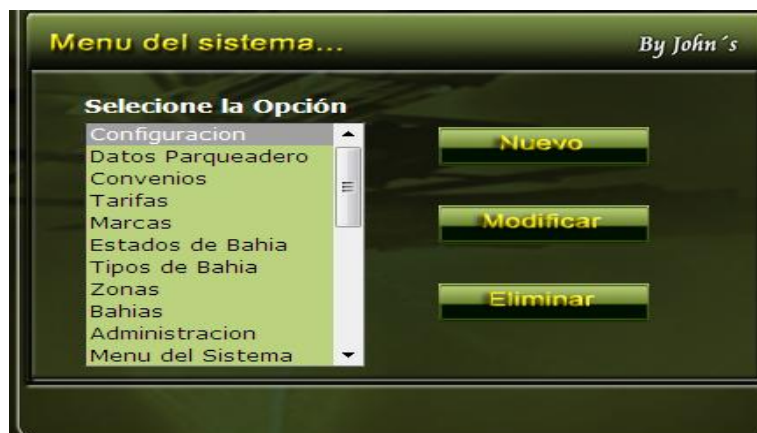 Menu del sistema...
By John´s
Selecione la Opción
Configuracion
Datos Parqueadero
Convenios
Tarifas
Marcas
Estados de Bahia
Tipos de Bahia
Zonas
Bahias
Administracion
Menu del Sistema
Nuevo
Modificar
Eliminar